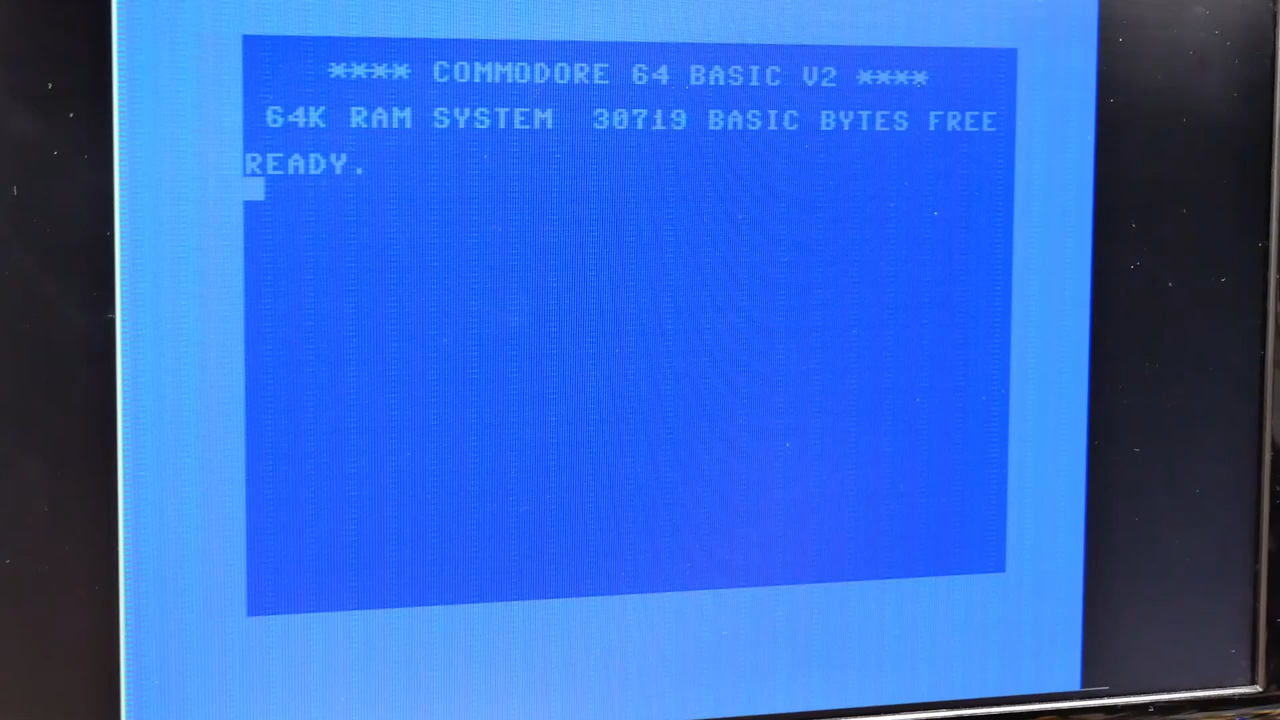 **** COMMODORE 64 BASIC V2 ****
64K RAM SYSTEM 30719 BASIC BYTES FREE
READY.